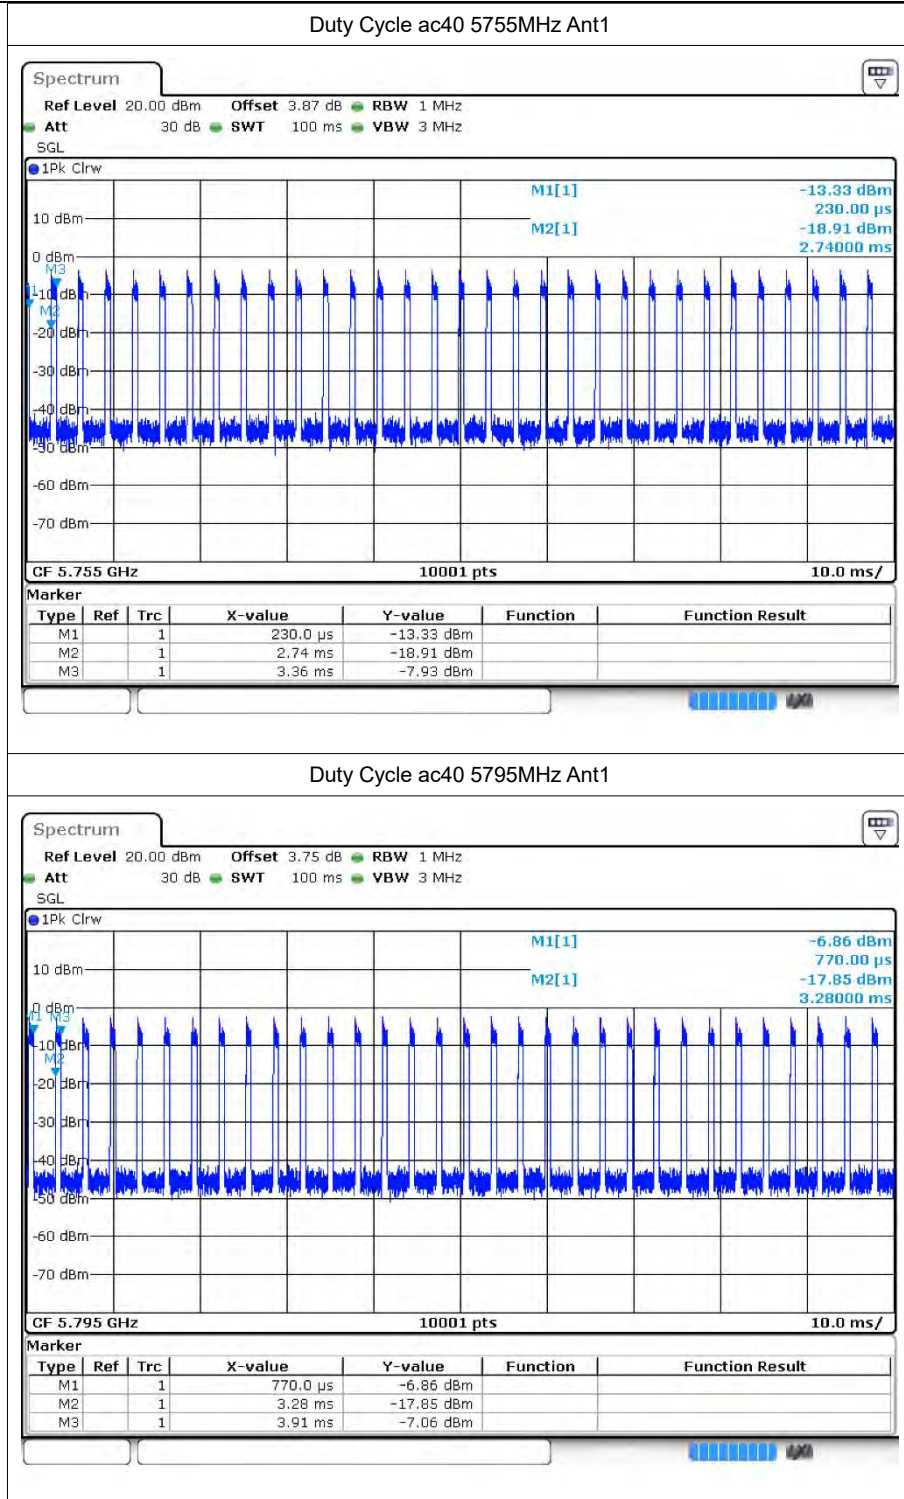 Duty Cycle ac40 5755MHz Ant1
Spectrum
Ref Level 20.00 dBm Offset 3.87 dB RBW 1 MHz
Att 30 dB SWT 100 ms VBW 3 MHz
SGL
1Pk Clrw
M1[1] -13.33 dBm
230.00 µs
10 dBm
M2[1] -18.91 dBm
2.74000 ms
0 dBm
M3
-10 dBm
M2
-20 dBm
-30 dBm
-40 dBm
-50 dBm
-60 dBm
-70 dBm
CF 5.755 GHz 10001 pts 10.0 ms/
Marker
Type Ref Trc X-value Y-value Function Function Result
M1 1 230.0 µs -13.33 dBm
M2 1 2.74 ms -18.91 dBm
M3 1 3.36 ms -7.93 dBm
Duty Cycle ac40 5795MHz Ant1
Spectrum
Ref Level 20.00 dBm Offset 3.75 dB RBW 1 MHz
Att 30 dB SWT 100 ms VBW 3 MHz
SGL
1Pk Clrw
M1[1] -6.86 dBm
770.00 µs
10 dBm
M2[1] -17.85 dBm
3.28000 ms
0 dBm
M1 M3
-10 dBm
M2
-20 dBm
-30 dBm
-40 dBm
-50 dBm
-60 dBm
-70 dBm
CF 5.795 GHz 10001 pts 10.0 ms/
Marker
Type Ref Trc X-value Y-value Function Function Result
M1 1 770.0 µs -6.86 dBm
M2 1 3.28 ms -17.85 dBm
M3 1 3.91 ms -7.06 dBm